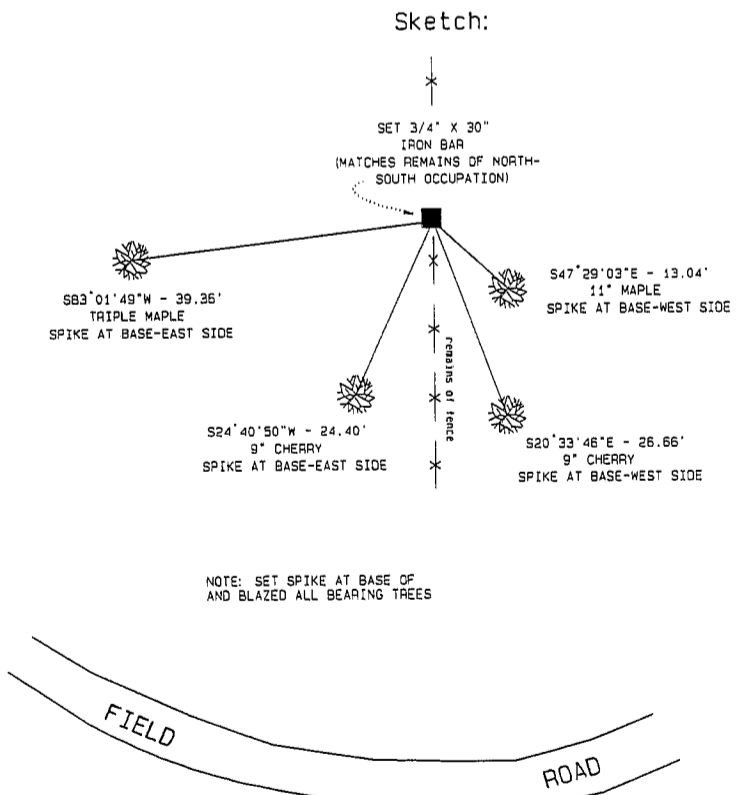 Sketch:
SET 3/4" X 30"
IRON BAR
(MATCHES REMAINS OF NORTH-
SOUTH OCCUPATION)
S83°01'49"W - 39.36'
TRIPLE MAPLE
SPIKE AT BASE-EAST SIDE
S47°29'03"E - 13.04'
11" MAPLE
SPIKE AT BASE-WEST SIDE
remains of fence
S24°40'50"W - 24.40'
9" CHERRY
SPIKE AT BASE-EAST SIDE
S20°33'46"E - 26.66'
9" CHERRY
SPIKE AT BASE-WEST SIDE
NOTE: SET SPIKE AT BASE OF
AND BLAZED ALL BEARING TREES
FIELD
ROAD